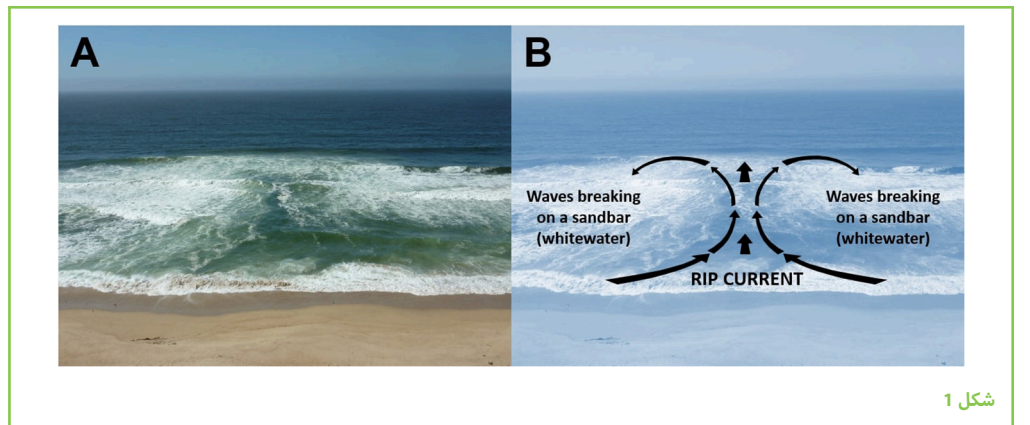 A
B
Waves breaking
on a sandbar
(whitewater)
Waves breaking
on a sandbar
(whitewater)
RIP CURRENT
شكل 1